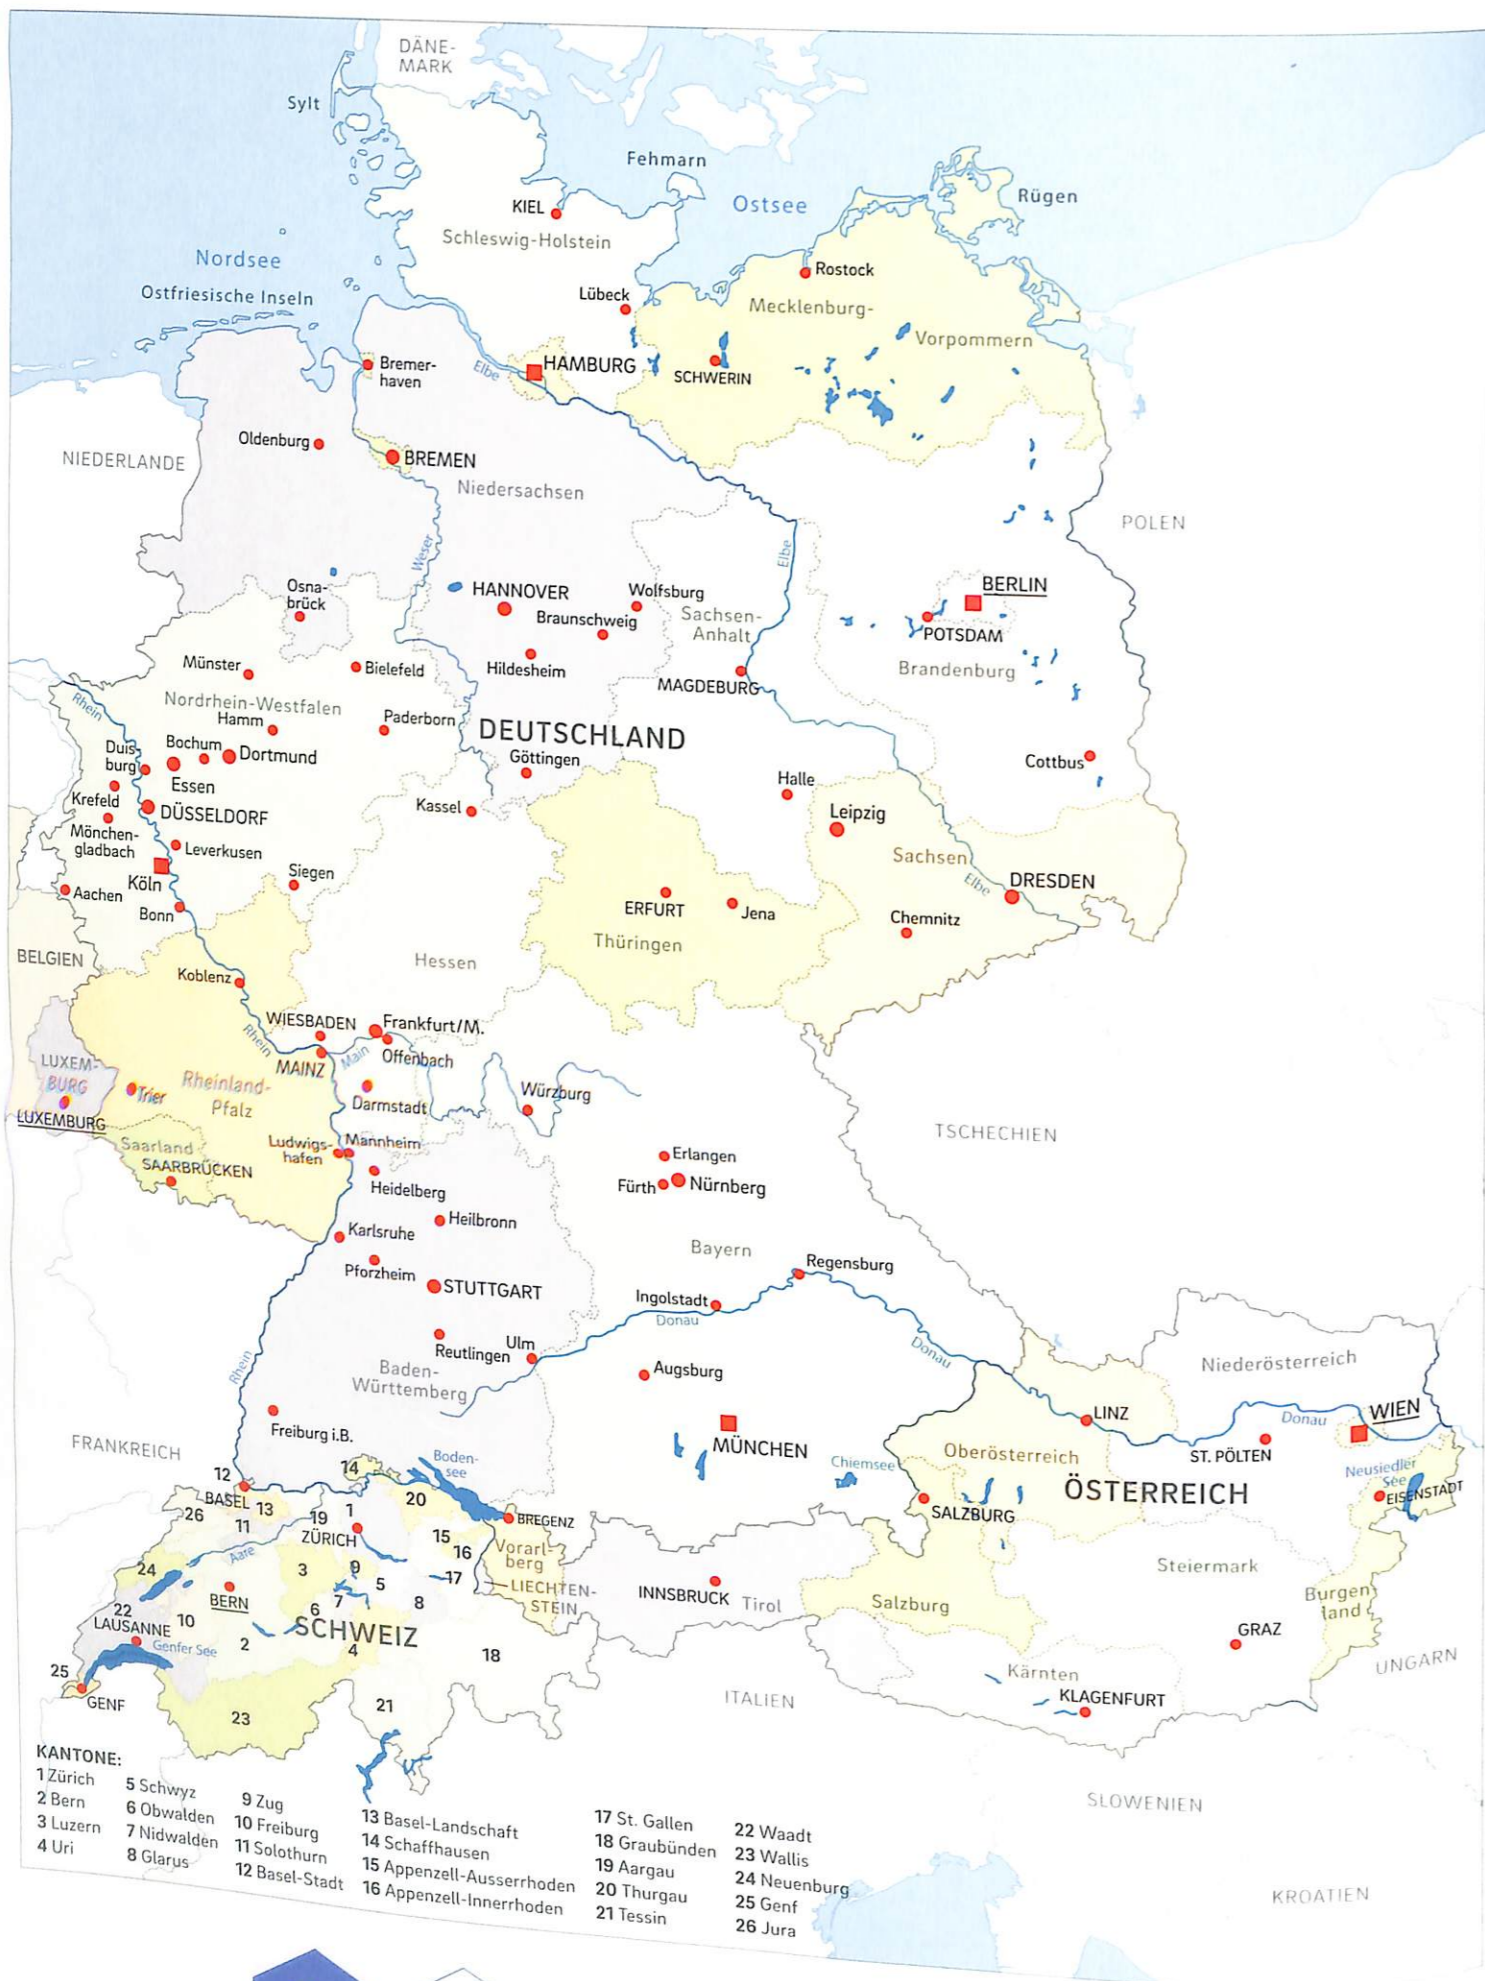 DÄNE-
MARK
Sylt
Fehmarn
Ostsee
Rügen
KIEL
Schleswig-Holstein
Nordsee
Ostfriesische Inseln
Rostock
Lübeck
Mecklenburg-
Vorpommern
Bremer-
haven
Elbe
HAMBURG
SCHWERIN
NIEDERLANDE
Oldenburg
BREMEN
Niedersachsen
POLEN
Weser
Elbe
Osna-
brück
HANNOVER
Wolfsburg
Braunschweig
Sachsen-
Anhalt
BERLIN
POTSDAM
Brandenburg
Münster
Bielefeld
Hildesheim
MAGDEBURG
Rhein
Nordrhein-Westfalen
Hamm
Paderborn
DEUTSCHLAND
Duis-
burg
Bochum
Dortmund
Essen
Göttingen
Cottbus
Krefeld
DÜSSELDORF
Kassel
Halle
Leipzig
Mönchen-
gladbach
Leverkusen
Köln
Siegen
Sachsen
Elbe
DRESDEN
Aachen
Bonn
ERFURT
Jena
Chemnitz
Thüringen
BELGIEN
Koblenz
Hessen
WIESBADEN
Frankfurt/M.
Rhein
MAINZ
Main
Offenbach
LUXEM-
BURG
Trier
Rheinland-
Pfalz
Darmstadt
Würzburg
LUXEMBURG
Saarland
SAARBRÜCKEN
Ludwigs-
hafen
Mannheim
TSCHECHIEN
Erlangen
Fürth
Nürnberg
Heidelberg
Heilbronn
Karlsruhe
Bayern
Pforzheim
STUTTGART
Regensburg
Ingolstadt
Donau
Reutlingen
Ulm
Donau
Rhein
Baden-
Württemberg
Augsburg
Niederösterreich
Freiburg i.B.
MÜNCHEN
LINZ
Donau
WIEN
FRANKREICH
Boden-
see
Chiemsee
Oberösterreich
ST. PÖLTEN
Neusiedler
See
EISENSTADT
12
BASEL
13
14
20
26
11
19
1
ZÜRICH
15
16
BREGENZ
Vorarl-
berg
ÖSTERREICH
SALZBURG
Aare
24
3
9
5
17
LIECHTEN-
STEIN
INNSBRUCK
Tirol
Salzburg
Steiermark
Burgen-
land
22
LAUSANNE
10
BERN
6
7
8
SCHWEIZ
2
4
18
Genfer See
GRAZ
25
GENF
23
21
Kärnten
KLAGENFURT
UNGARN
ITALIEN
SLOWENIEN
KROATIEN
KANTONE:
1 Zürich
2 Bern
3 Luzern
4 Uri
5 Schwyz
6 Obwalden
7 Nidwalden
8 Glarus
9 Zug
10 Freiburg
11 Solothurn
12 Basel-Stadt
13 Basel-Landschaft
14 Schaffhausen
15 Appenzell-Ausserrhoden
16 Appenzell-Innerrhoden
17 St. Gallen
18 Graubünden
19 Aargau
20 Thurgau
21 Tessin
22 Waadt
23 Wallis
24 Neuenburg
25 Genf
26 Jura